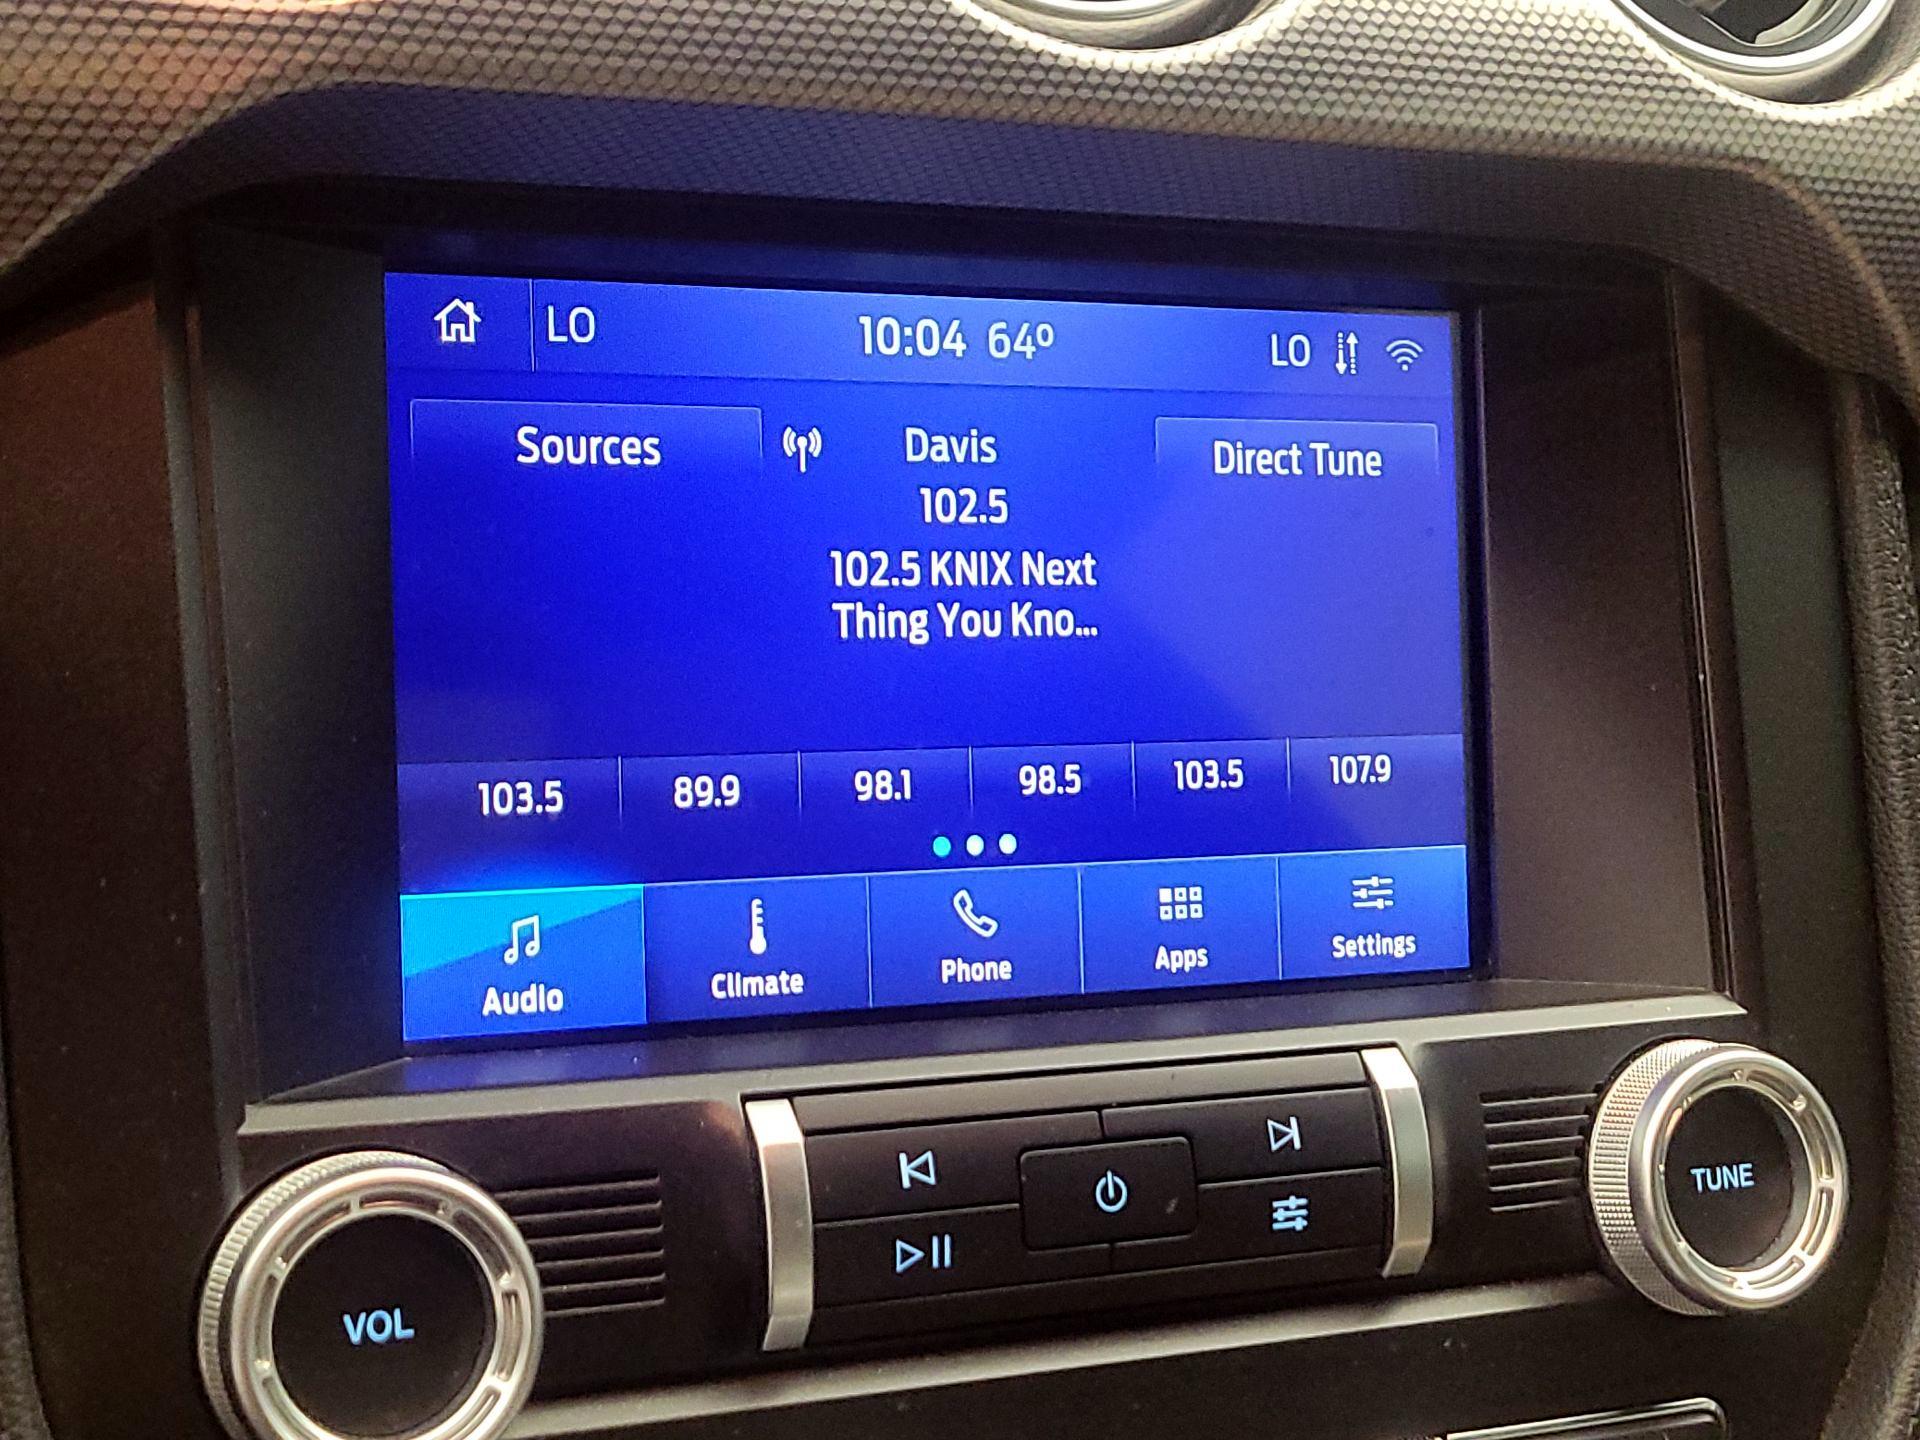 LO
10:04 64º
LO
Sources
Davis
Direct Tune
102.5
102.5 KNIX Next
Thing You Kno...
103.5
89.9
98.1
98.5
103.5
107.9
Audio
Climate
Phone
Apps
Settings
VOL
TUNE